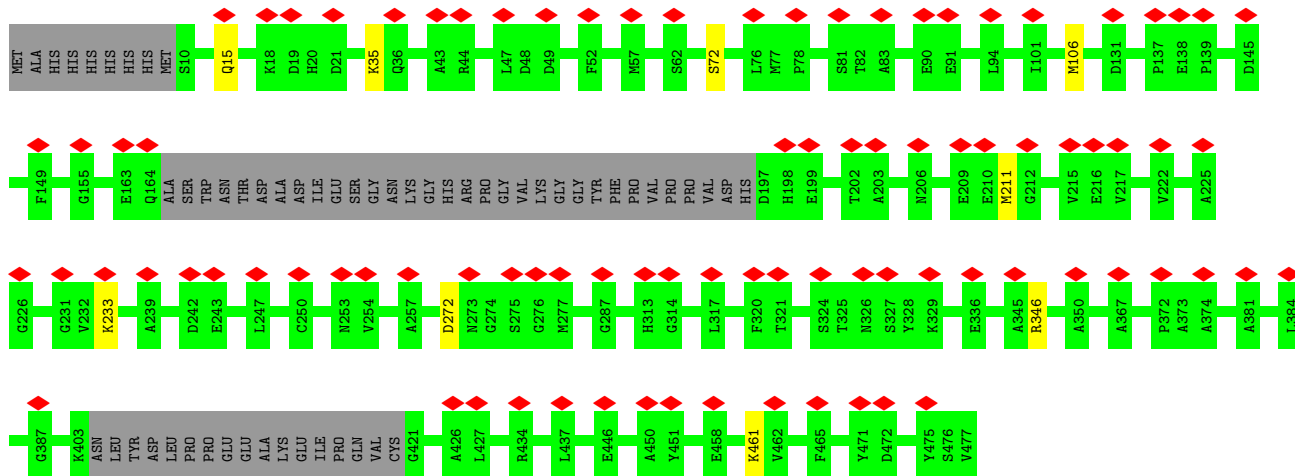 MET ALA HIS HIS HIS HIS HIS HIS MET S10 Q15 K18 D19 H20 D21 K35 Q36 A43 R44 L47 D48 D49 F52 M57 S62 S72 L76 M77 P78 S81 T82 A83 E90 E91 L94 I101 M106 D131 P137 E138 P139 D145
F149 G155 E163 Q164 ALA SER TRP ASN THR ASP ALA ASP ILE GLU SER GLY ASN LYS GLY HIS ARG PRO GLY VAL LYS GLY GLY TYR PHE PRO VAL PRO PRO VAL ASP HIS D197 H198 E199 T202 A203 N206 E209 E210 M211 G212 V215 E216 V217 V222 A225
G226 G231 V232 K233 A239 D242 E243 L247 C250 N253 V254 A257 D272 N273 G274 S275 G276 M277 G287 H313 G314 L317 F320 T321 S324 T325 N326 S327 Y328 K329 E336 A345 R346 A350 A367 P372 A373 A374 A381 L384
G387 K403 ASN LEU TYR ASP LEU PRO PRO GLU GLU ALA LYS GLU ILE PRO GLN VAL CYS G421 A426 L427 R434 L437 E446 A450 Y451 E458 K461 V462 F465 Y471 D472 Y475 S476 V477